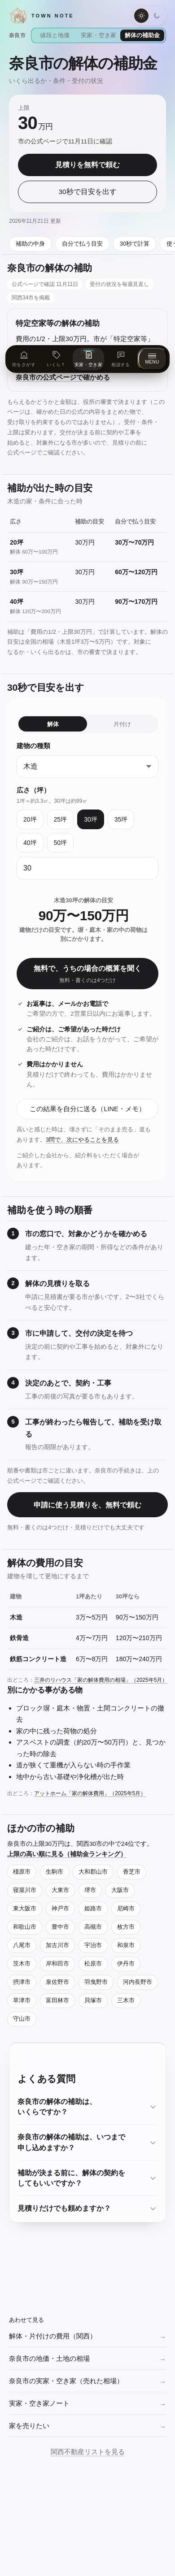 TOWN NOTE
奈良市
値段と地価
実家・空き家
解体の補助金
奈良市の解体の補助金
いくら出るか・条件・受付の状況
上限
30万円
市の公式ページで11月11日に確認
見積りを無料で頼む
30秒で目安を出す
2026年11月21日 更新
補助の中身
自分で払う目安
30秒で計算
使う
奈良市の解体の補助
公式ページで確認 11月11日
受付の状況を毎週見直し
関西34市を掲載
特定空家等の解体の補助
費用の1/2・上限30万円。市が「特定空家等」
街をさがす
いくら？
実家・空き家
相談する
MENU
奈良市の公式ページで確かめる
もらえるかどうかと金額は、役所の審査で決まります（このページは、確かめた日の公式の内容をまとめた物で、受け取りを約束するものではありません）。受付・条件・上限は変わります。交付が決まる前に契約や工事を始めると、対象外になる市が多いので、見積りの前に公式ページでご確認ください。
補助が出た時の目安
木造の家・条件に合った時
広さ
補助の目安
自分で払う目安
20坪
解体 60万〜100万円
30万円
30万〜70万円
30坪
解体 90万〜150万円
30万円
60万〜120万円
40坪
解体 120万〜200万円
30万円
90万〜170万円
補助は「費用の1/2・上限30万円」で計算しています。解体の目安は全国の相場（木造1坪3万〜5万円）です。対象になるか・いくら出るかは、市の審査で決まります。
30秒で目安を出す
解体
片付け
建物の種類
木造
広さ（坪）
1坪＝約3.3㎡。30坪は約99㎡
20坪
25坪
30坪
35坪
40坪
50坪
30
木造30坪の解体の目安
90万〜150万円
建物だけの目安です。塀・庭木・家の中の荷物は
別にかかります。
無料で、うちの場合の概算を聞く
無料・書くのは4つだけ
お返事は、メールかお電話で
ご希望の方で、2営業日以内にお返事します。
ご紹介は、ご希望があった時だけ
会社のご紹介は、お話をうかがって、ご希望があった時だけです。
費用はかかりません
見積りだけで終わっても、費用はかかりません。
この結果を自分に送る（LINE・メモ）
高いと感じた時は、壊さずに「そのまま売る」道もあります。3問で、次にやることを見る
ご紹介した会社から、紹介料をいただく場合があります。
補助を使う時の順番
1
市の窓口で、対象かどうかを確かめる
建った年・空き家の期間・所得などの条件があります。
2
解体の見積りを取る
申請に見積書が要る市が多いです。2〜3社でくらべると安心です。
3
市に申請して、交付の決定を待つ
決定の前に契約や工事を始めると、対象外になります。
4
決定のあとで、契約・工事
工事の前後の写真が要る市もあります。
5
工事が終わったら報告して、補助を受け取る
報告の期限があります。
順番や書類は市ごとに違います。奈良市の手続きは、上の公式ページでご確認ください。
申請に使う見積りを、無料で頼む
無料・書くのは4つだけ・見積りだけでも大丈夫です
解体の費用の目安
建物を壊して更地にするまで
建物
1坪あたり
30坪なら
木造
3万〜5万円
90万〜150万円
鉄骨造
4万〜7万円
120万〜210万円
鉄筋コンクリート造
6万〜8万円
180万〜240万円
出どころ：三井のリハウス「家の解体費用の相場」（2025年5月）
別にかかる事がある物
ブロック塀・庭木・物置・土間コンクリートの撤去
家の中に残った荷物の処分
アスベストの調査（約20万〜50万円）と、見つかった時の除去
道が狭くて重機が入らない時の手作業
地中から古い基礎や浄化槽が出た時
出どころ：アットホーム「家の解体費用」（2025年5月）
ほかの市の補助
奈良市の上限30万円は、関西30市の中で24位です。
上限の高い順に見る（補助金ランキング）
橿原市
生駒市
大和郡山市
香芝市
寝屋川市
大東市
堺市
大阪市
東大阪市
神戸市
姫路市
尼崎市
和歌山市
豊中市
高槻市
枚方市
八尾市
加古川市
宇治市
和泉市
茨木市
岸和田市
松原市
伊丹市
摂津市
泉佐野市
羽曳野市
河内長野市
草津市
富田林市
貝塚市
三木市
守山市
よくある質問
奈良市の解体の補助は、
いくらですか？
奈良市の解体の補助は、いつまで
申し込めますか？
補助が決まる前に、解体の契約を
してもいいですか？
見積りだけでも頼めますか？
あわせて見る
解体・片付けの費用（関西）
奈良市の地価・土地の相場
奈良市の実家・空き家（売れた相場）
実家・空き家ノート
家を売りたい
関西不動産リストを見る